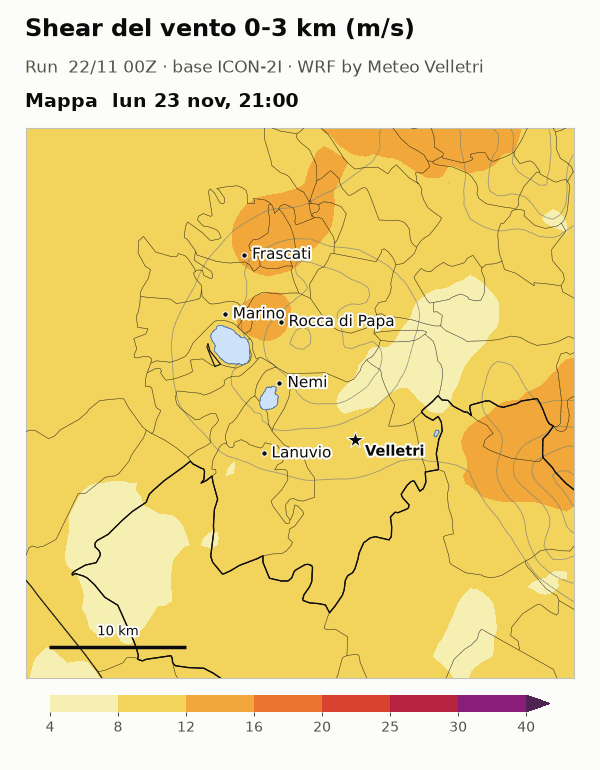 Shear del vento 0-3 km (m/s)
Run 22/11 00Z · base ICON-2I · WRF by Meteo Velletri
Mappa lun 23 nov, 21:00
Frascati
Marino
Rocca di Papa
Nemi
Velletri
Lanuvio
10 km
4 8 12 16 20 25 30 40